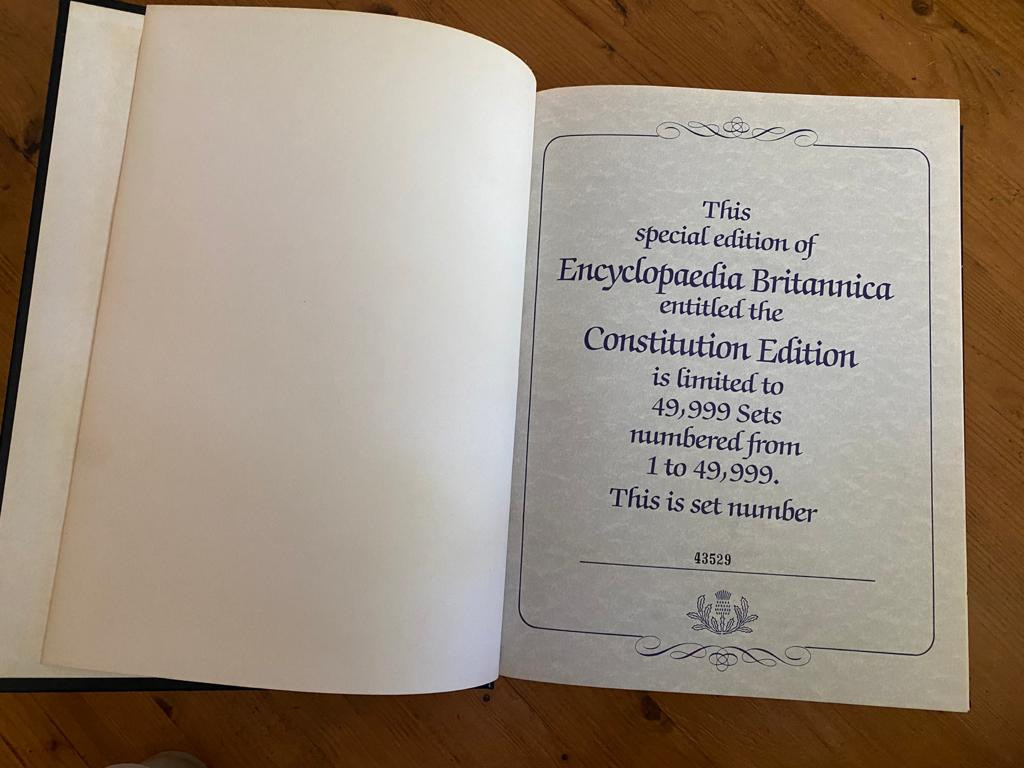 This
special edition of
Encyclopaedia Britannica
entitled the
Constitution Edition
is limited to
49,999 Sets
numbered from
1 to 49,999.
This is set number
43529